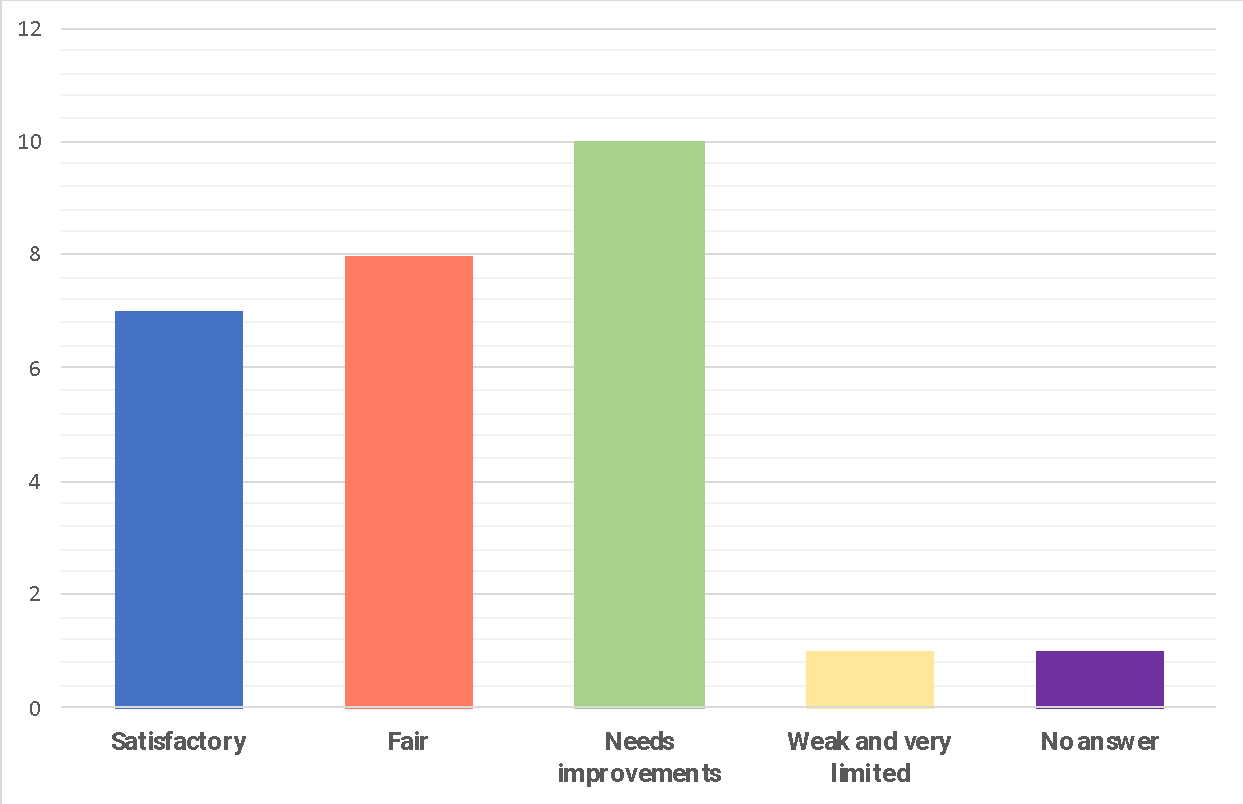 12
10
8
6
4
2
0
Satisfactory
Fair
Needs
improvements
Weak and very
limited
No answer